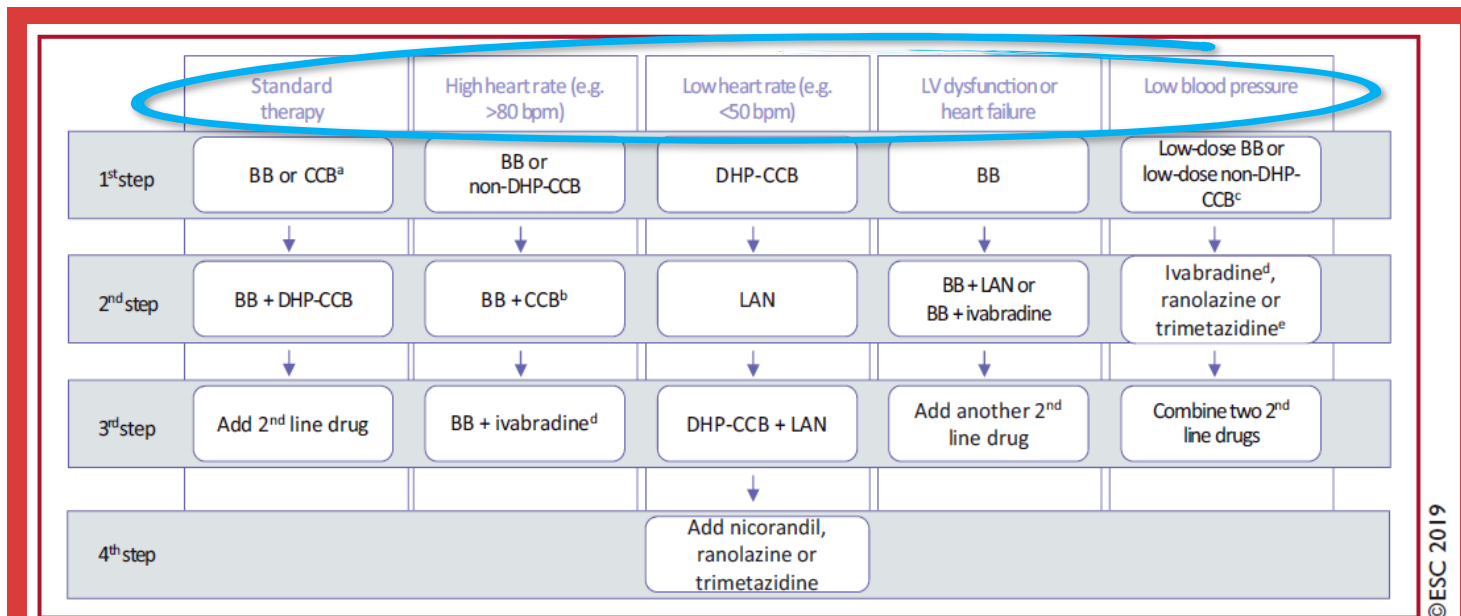 Standard
therapy
High heart rate (e.g.
>80 bpm)
Low heart rate (e.g.
<50 bpm)
LV dysfunction or
heart failure
Low blood pressure
1st step
BB or CCBa
BB or
non-DHP-CCB
DHP-CCB
BB
Low-dose BB or
low-dose non-DHP-
CCBc
2nd step
BB + DHP-CCB
BB + CCBb
LAN
BB + LAN or
BB + ivabradine
Ivabradined,
ranolazine or
trimetazidinee
3rd step
Add 2nd line drug
BB + ivabradined
DHP-CCB + LAN
Add another 2nd
line drug
Combine two 2nd
line drugs
4th step
Add nicorandil,
ranolazine or
trimetazidine
©ESC 2019